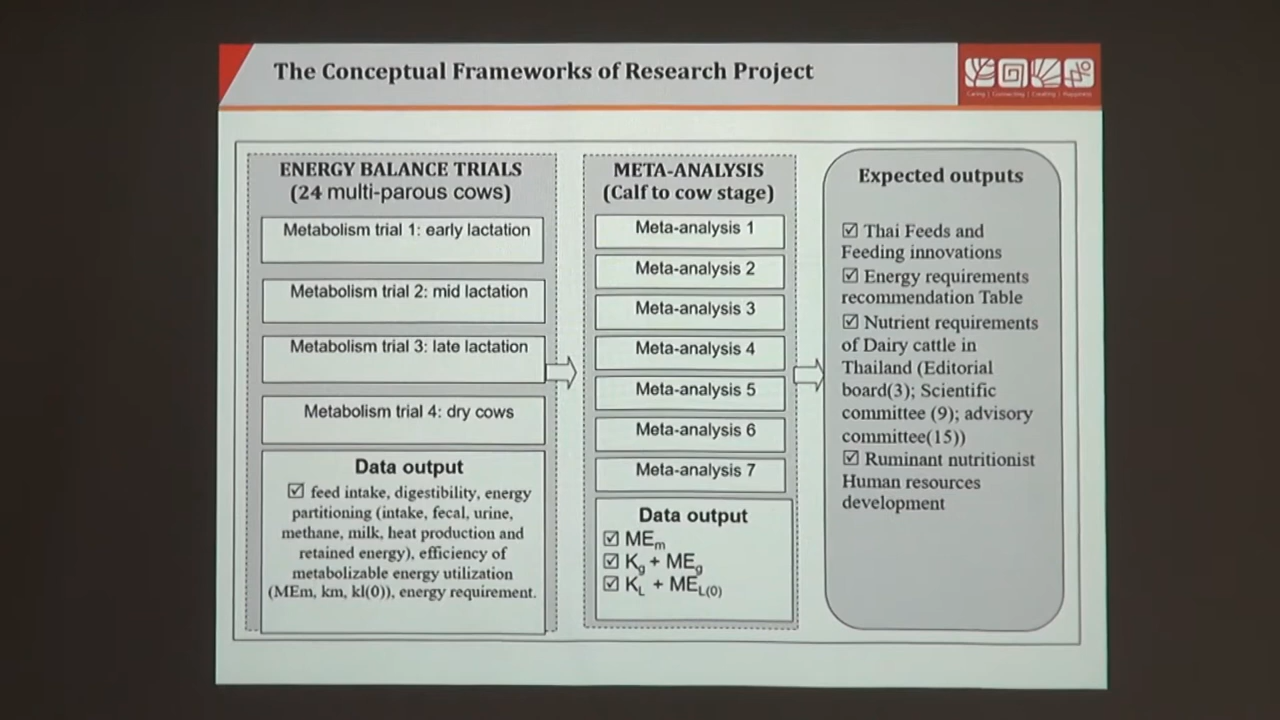 The Conceptual Frameworks of Research Project
Caring | Connecting | Creating | Happiness
ENERGY BALANCE TRIALS
(24 multi-parous cows)
Metabolism trial 1: early lactation
Metabolism trial 2: mid lactation
Metabolism trial 3: late lactation
Metabolism trial 4: dry cows
Data output
☑ feed intake, digestibility, energy
partitioning (intake, fecal, urine,
methane, milk, heat production and
retained energy), efficiency of
metabolizable energy utilization
(MEm, km, kl(0)), energy requirement.
META-ANALYSIS
(Calf to cow stage)
Meta-analysis 1
Meta-analysis 2
Meta-analysis 3
Meta-analysis 4
Meta-analysis 5
Meta-analysis 6
Meta-analysis 7
Data output
☑ MEm
☑ Kg + MEg
☑ KL + MEL(0)
Expected outputs
☑ Thai Feeds and
Feeding innovations
☑ Energy requirements
recommendation Table
☑ Nutrient requirements
of Dairy cattle in
Thailand (Editorial
board(3); Scientific
committee (9); advisory
committee(15))
☑ Ruminant nutritionist
Human resources
development